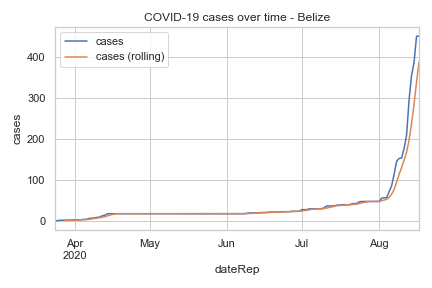 COVID-19 cases over time - Belize
cases
cases (rolling)
400
300
200
100
0
cases
Apr
2020
May
Jun
Jul
Aug
dateRep